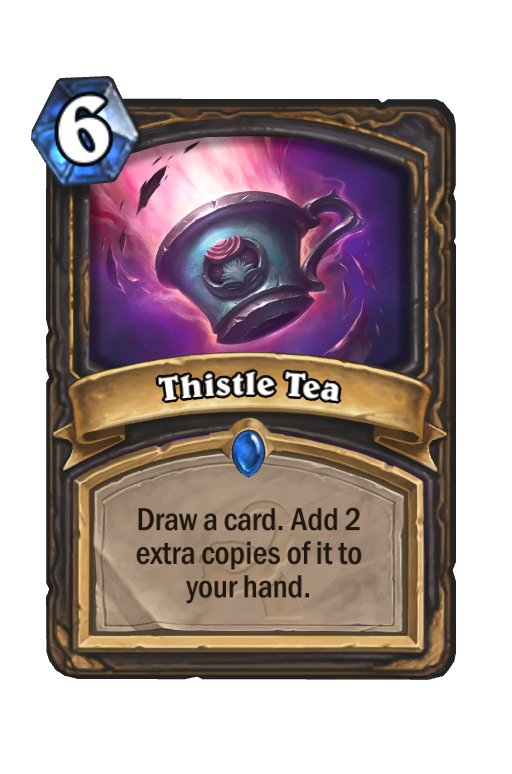 6
Thistle Tea
Draw a card. Add 2
extra copies of it to
your hand.